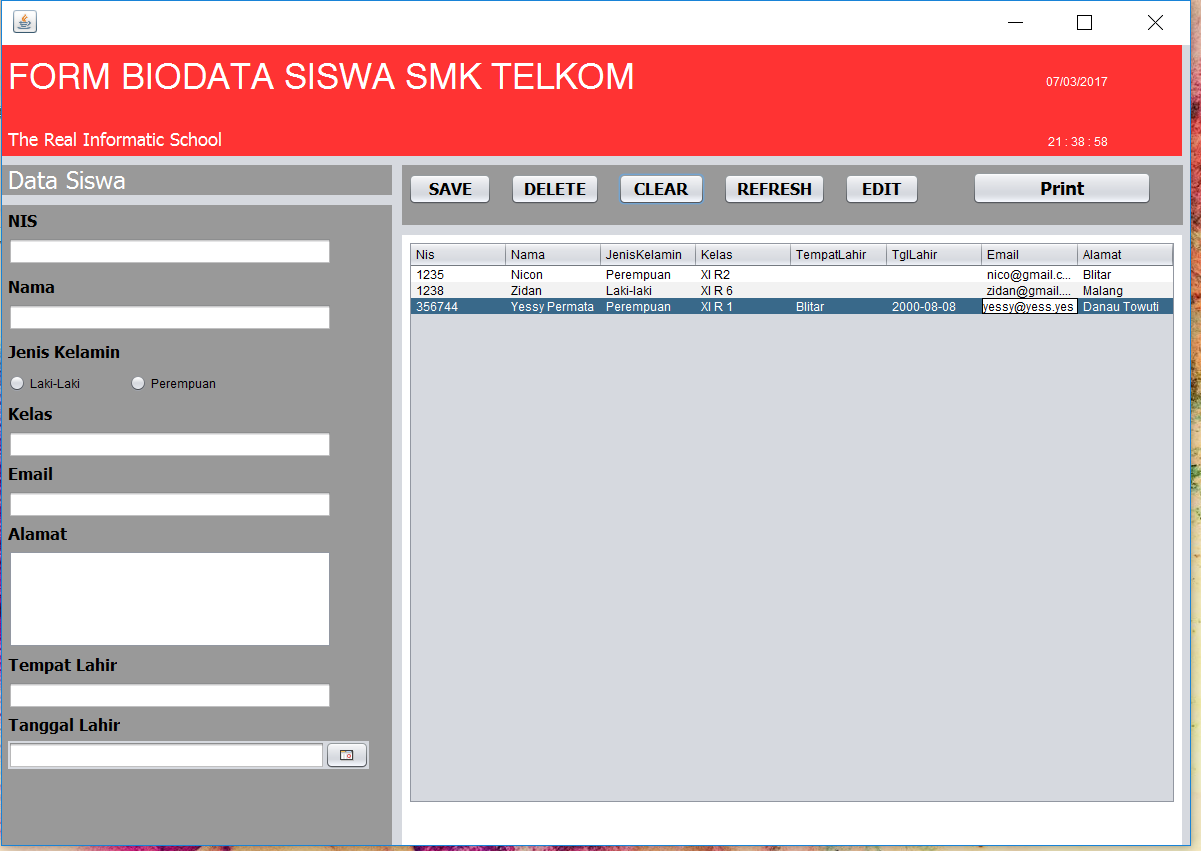 FORM BIODATA SISWA SMK TELKOM
07/03/2017
The Real Informatic School
21 : 38 : 58
Data Siswa
NIS
Nama
Jenis Kelamin
Laki-Laki Perempuan
Kelas
Email
Alamat
Tempat Lahir
Tanggal Lahir
SAVE DELETE CLEAR REFRESH EDIT Print
Nis Nama JenisKelamin Kelas TempatLahir TglLahir Email Alamat
1235 Nicon Perempuan XI R2 nico@gmail.c... Blitar
1238 Zidan Laki-laki XI R 6 zidan@gmail.... Malang
356744 Yessy Permata Perempuan XI R 1 Blitar 2000-08-08 yessy@yess.yes Danau Towuti